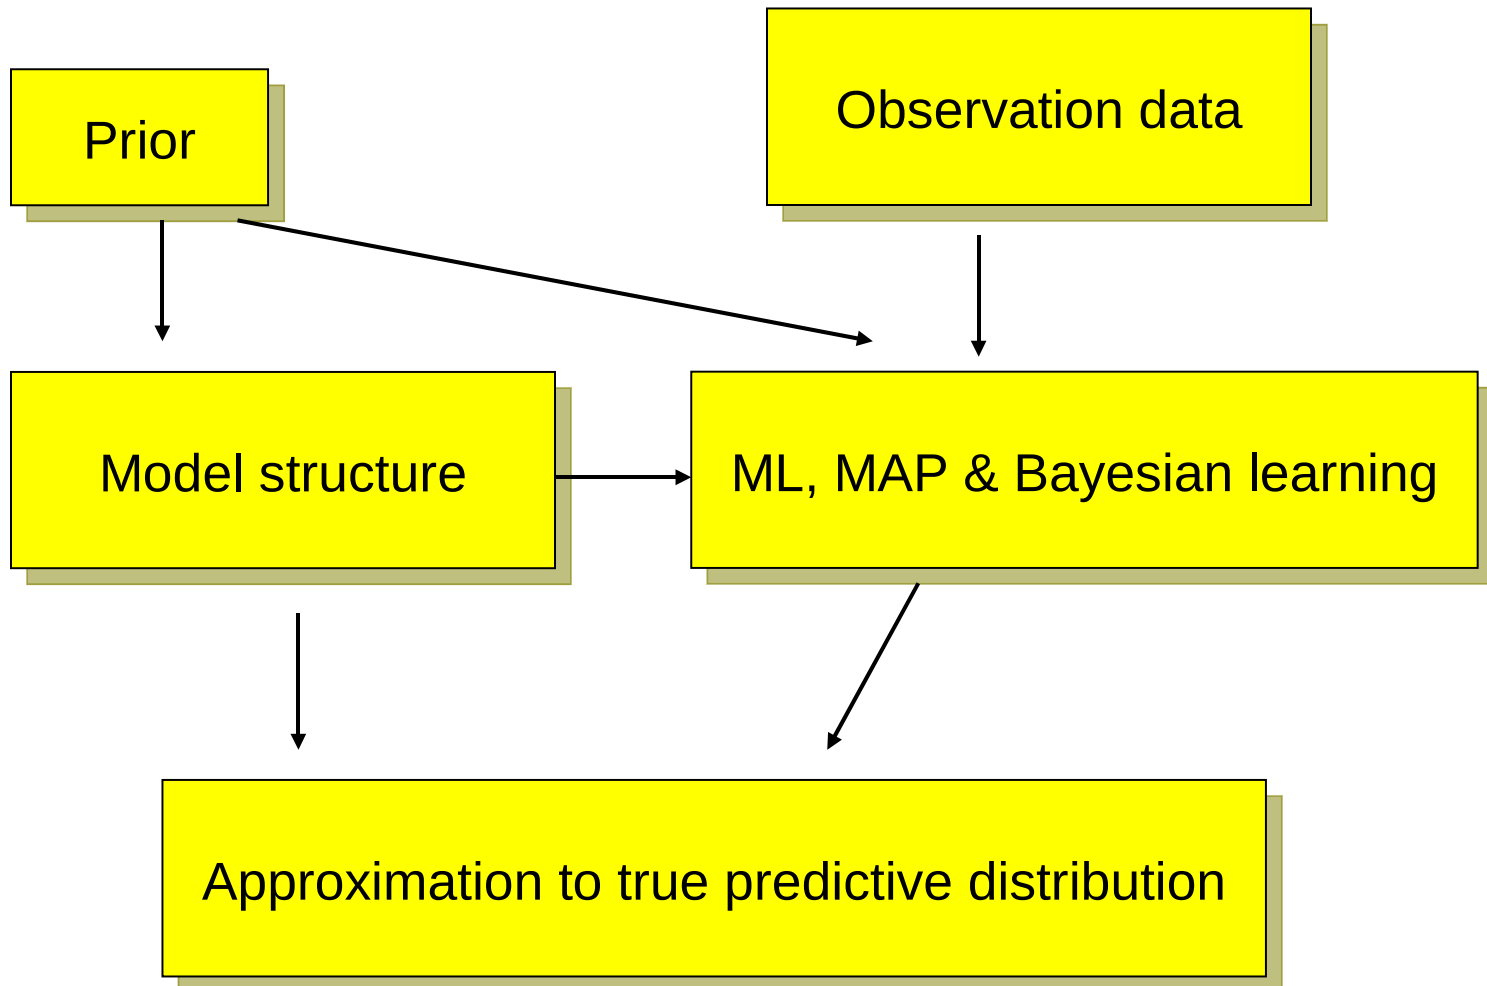 Observation data
Prior
Model structure
ML, MAP & Bayesian learning
Approximation to true predictive distribution